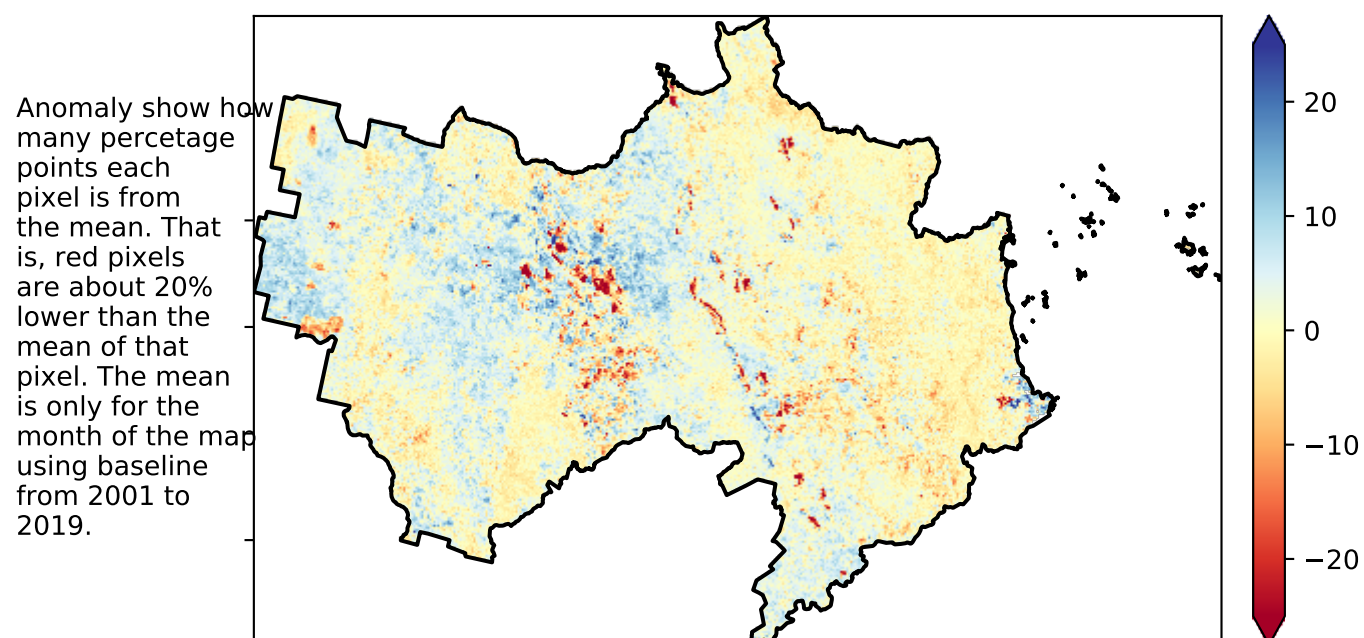 Anomaly show how
many percetage
points each
pixel is from
the mean. That
is, red pixels
are about 20%
lower than the
mean of that
pixel. The mean
is only for the
month of the map
using baseline
from 2001 to
2019.
20
10
0
−10
−20